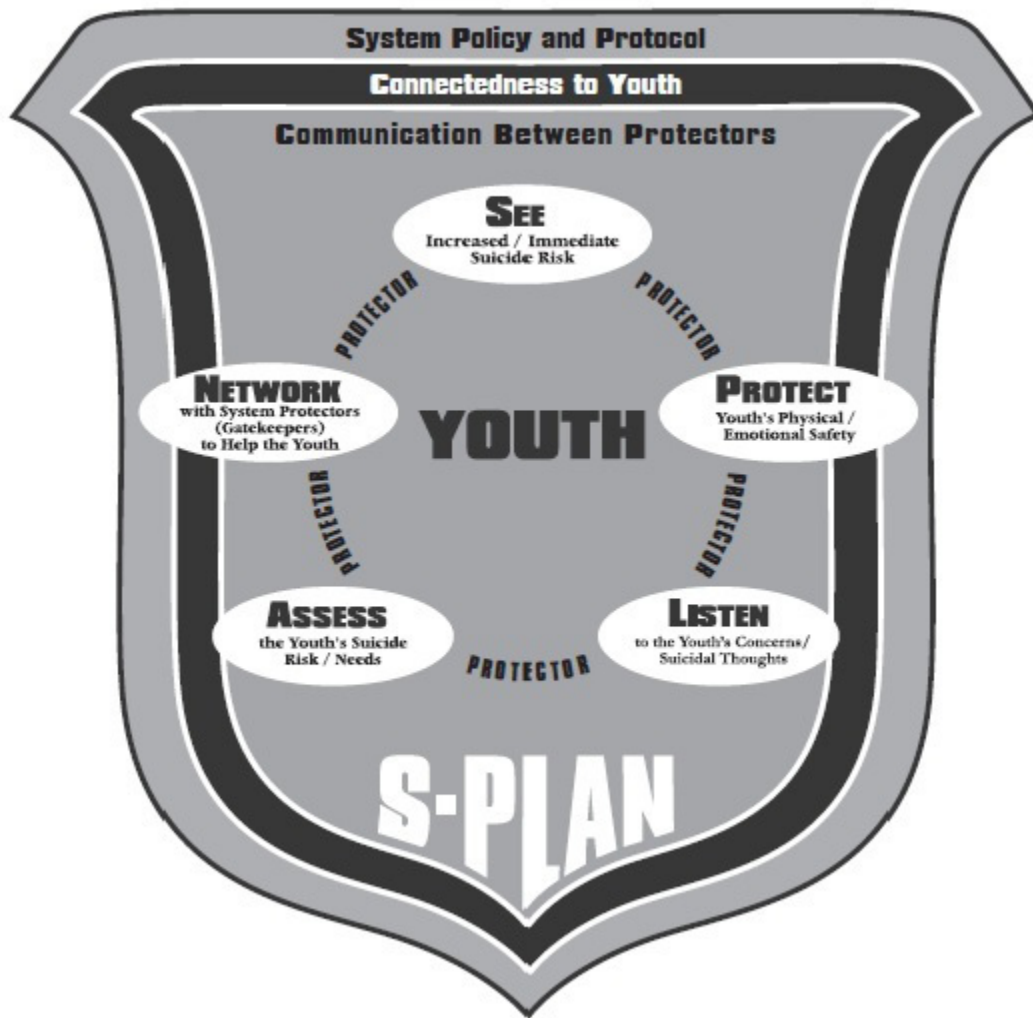 System Policy and Protocol
Connectedness to Youth
Communication Between Protectors
SEE
Increased / Immediate
Suicide Risk
PROTECTOR
PROTECTOR
NETWORK
with System Protectors
(Gatekeepers)
to Help the Youth
YOUTH
PROTECT
Youth's Physical /
Emotional Safety
PROTECTOR
PROTECTOR
ASSESS
the Youth's Suicide
Risk / Needs
PROTECTOR
LISTEN
to the Youth's Concerns/
Suicidal Thoughts
S-PLAN